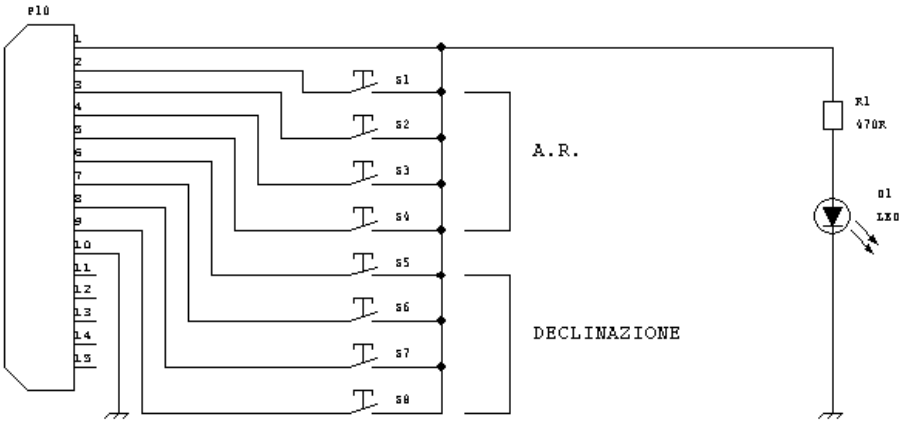 P10
1
2
3
4
5
6
7
8
9
10
11
12
13
14
15
S1
S2
S3
S4
S5
S6
S7
S8
A.R.
DECLINAZIONE
R1
470R
D1
LED